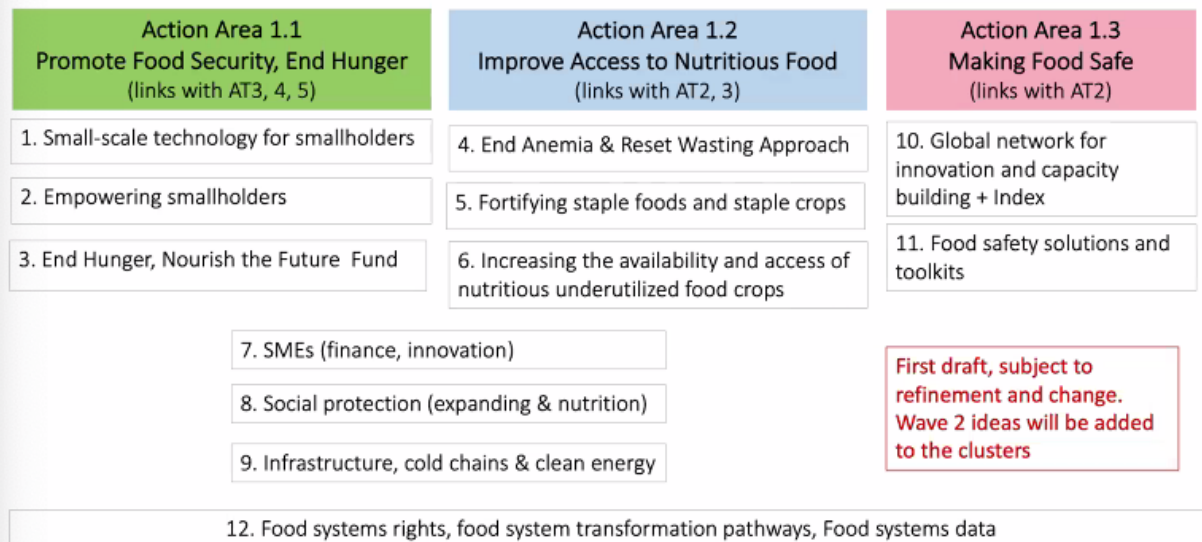 Action Area 1.1
Promote Food Security, End Hunger
(links with AT3, 4, 5)
1. Small-scale technology for smallholders
2. Empowering smallholders
3. End Hunger, Nourish the Future Fund
Action Area 1.2
Improve Access to Nutritious Food
(links with AT2, 3)
4. End Anemia & Reset Wasting Approach
5. Fortifying staple foods and staple crops
6. Increasing the availability and access of
nutritious underutilized food crops
Action Area 1.3
Making Food Safe
(links with AT2)
10. Global network for
innovation and capacity
building + Index
11. Food safety solutions and
toolkits
7. SMEs (finance, innovation)
8. Social protection (expanding & nutrition)
9. Infrastructure, cold chains & clean energy
First draft, subject to
refinement and change.
Wave 2 ideas will be added
to the clusters
12. Food systems rights, food system transformation pathways, Food systems data